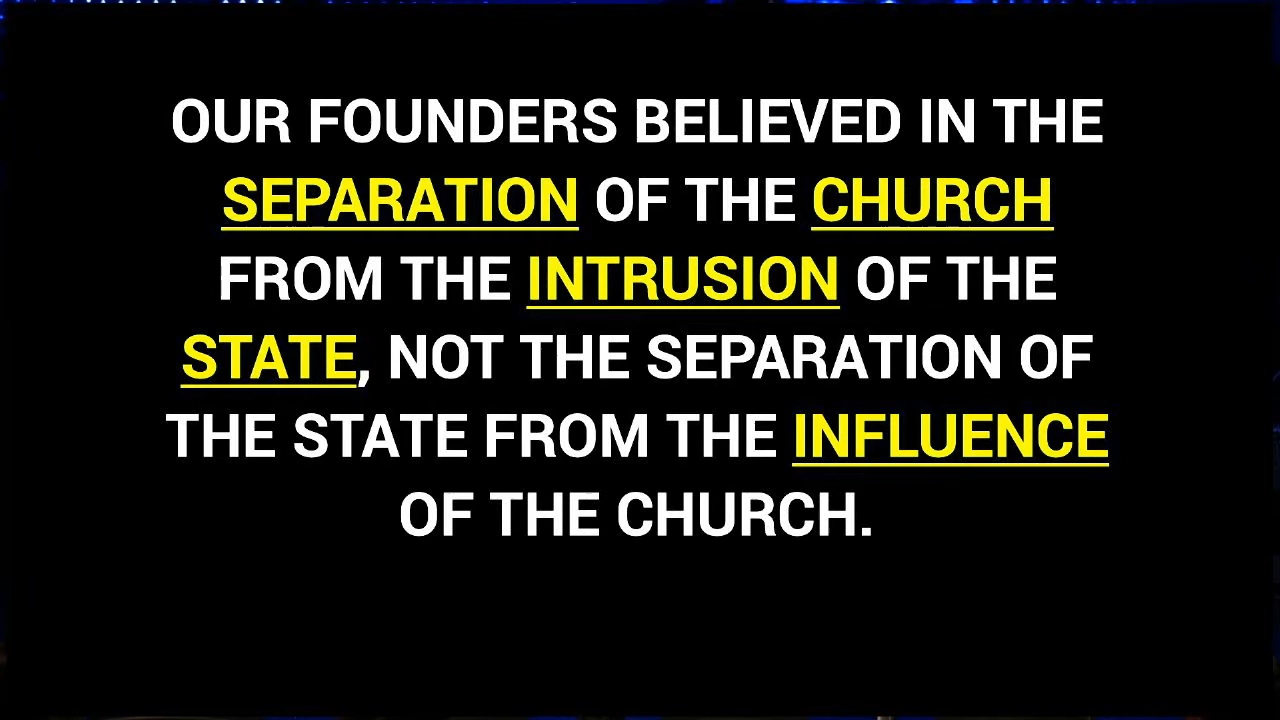 OUR FOUNDERS BELIEVED IN THE
SEPARATION OF THE CHURCH
FROM THE INTRUSION OF THE
STATE, NOT THE SEPARATION OF
THE STATE FROM THE INFLUENCE
OF THE CHURCH.